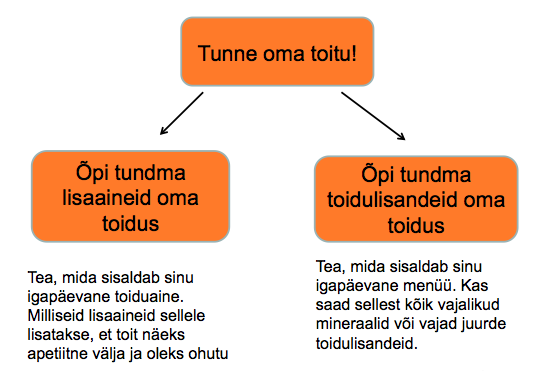 Tunne oma toitu!
Õpi tundma
lisaaineid oma
toidus
Tea, mida sisaldab sinu
igapäevane toiduaine.
Milliseid lisaaineid sellele
lisatakse, et toit näeks
apetiitne välja ja oleks ohutu
Õpi tundma
toidulisandeid oma
toidus
Tea, mida sisaldab sinu
igapäevane menüü. Kas
saad sellest kõik vajalikud
mineraalid või vajad juurde
toidulisandeid.